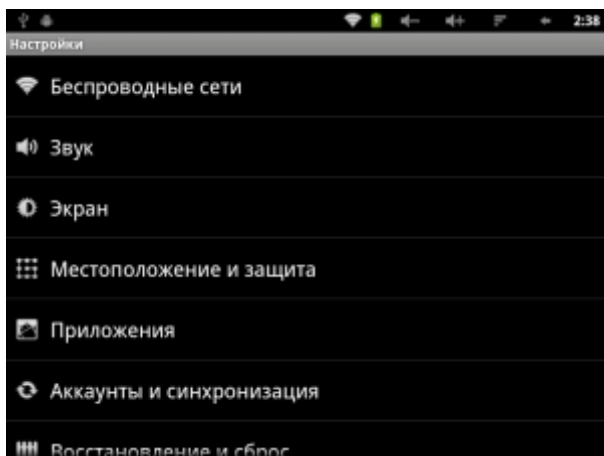 2:38
Настройки
Беспроводные сети
Звук
Экран
Местоположение и защита
Приложения
Аккаунты и синхронизация
Восстановление и сброс